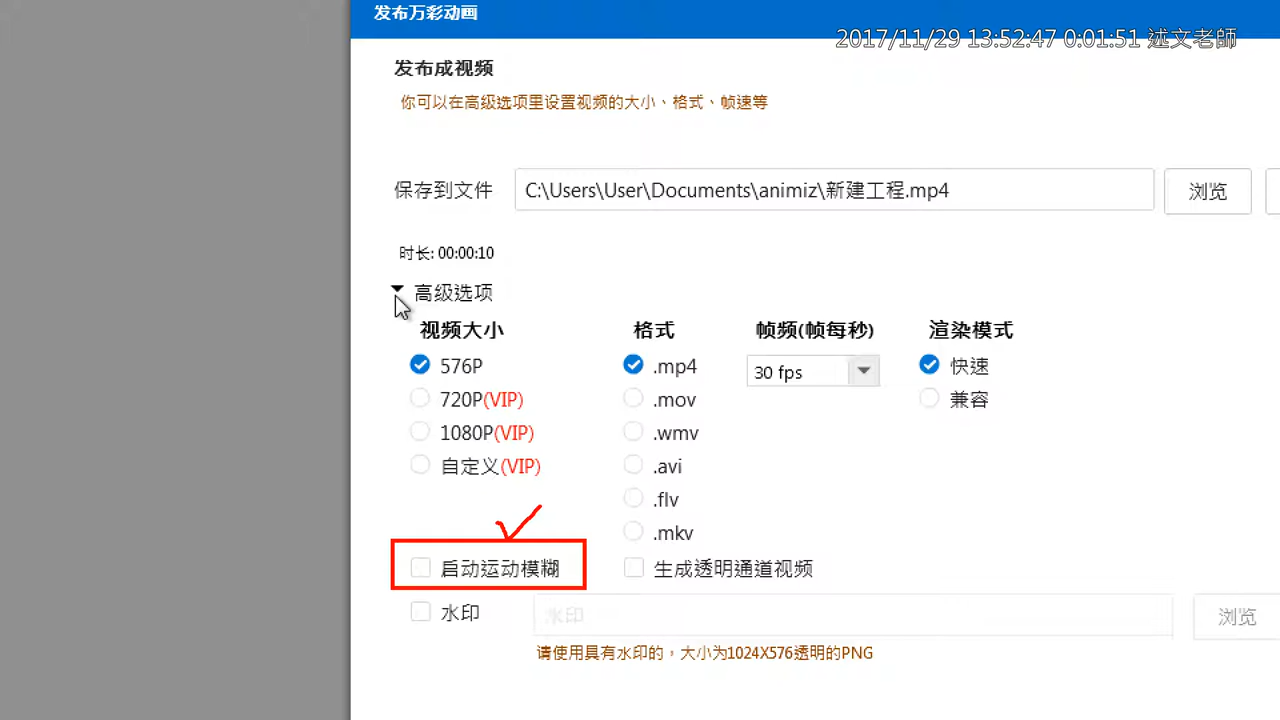 发布万彩动画
2017/11/29 13:52:47 0:01:51 述文老師
发布成视频
你可以在高级选项里设置视频的大小、格式、帧速等
保存到文件 C:\Users\User\Documents\animiz\新建工程.mp4 浏览
时长: 00:00:10
高级选项
视频大小 格式 帧频(帧每秒) 渲染模式
576P .mp4 30 fps 快速
720P(VIP) .mov 兼容
1080P(VIP) .wmv
自定义(VIP) .avi
.flv
.mkv
启动运动模糊 生成透明通道视频
水印 水印 浏览
请使用具有水印的，大小为1024X576透明的PNG